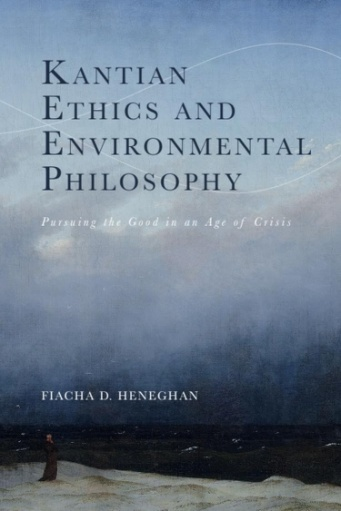 KANTIAN
ETHICS AND
ENVIRONMENTAL
PHILOSOPHY
Pursuing the Good in an Age of Crisis
FIACHA D. HENEGHAN